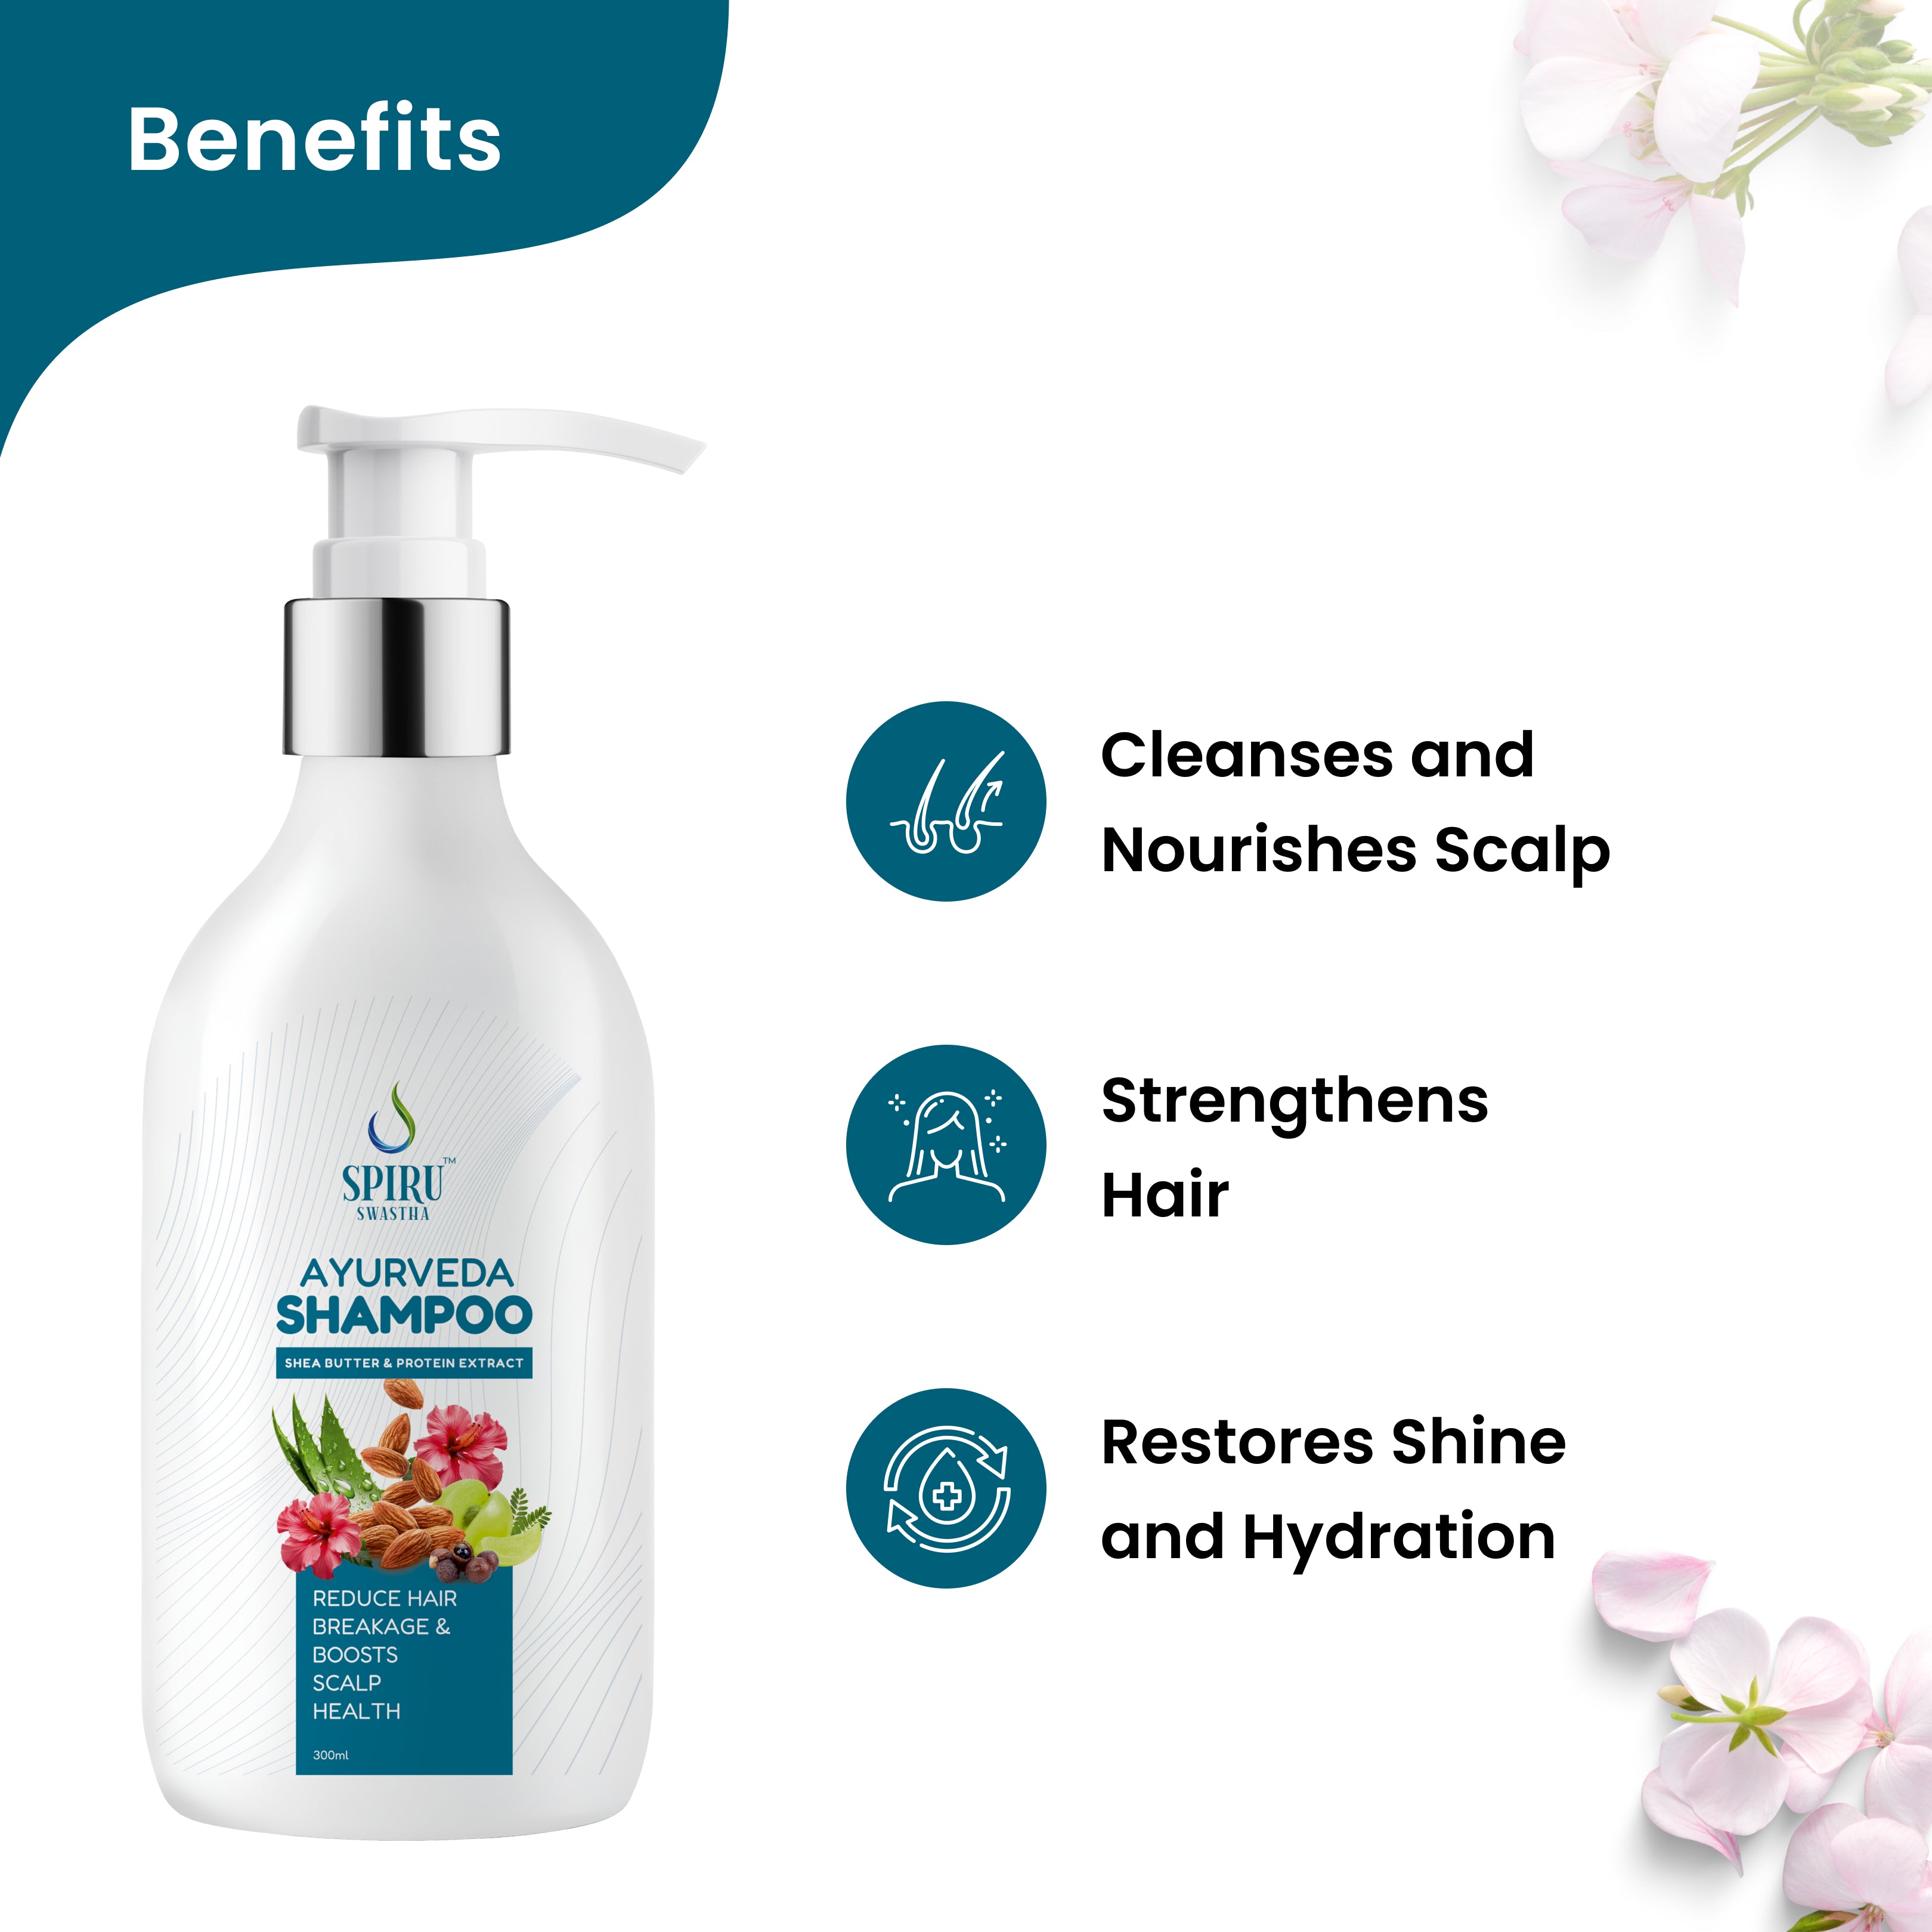 Benefits
SPIRU™
SWASTHA
AYURVEDA
SHAMPOO
SHEA BUTTER & PROTEIN EXTRACT
REDUCE HAIR
BREAKAGE &
BOOSTS
SCALP
HEALTH
300ml
Cleanses and
Nourishes Scalp
Strengthens
Hair
Restores Shine
and Hydration